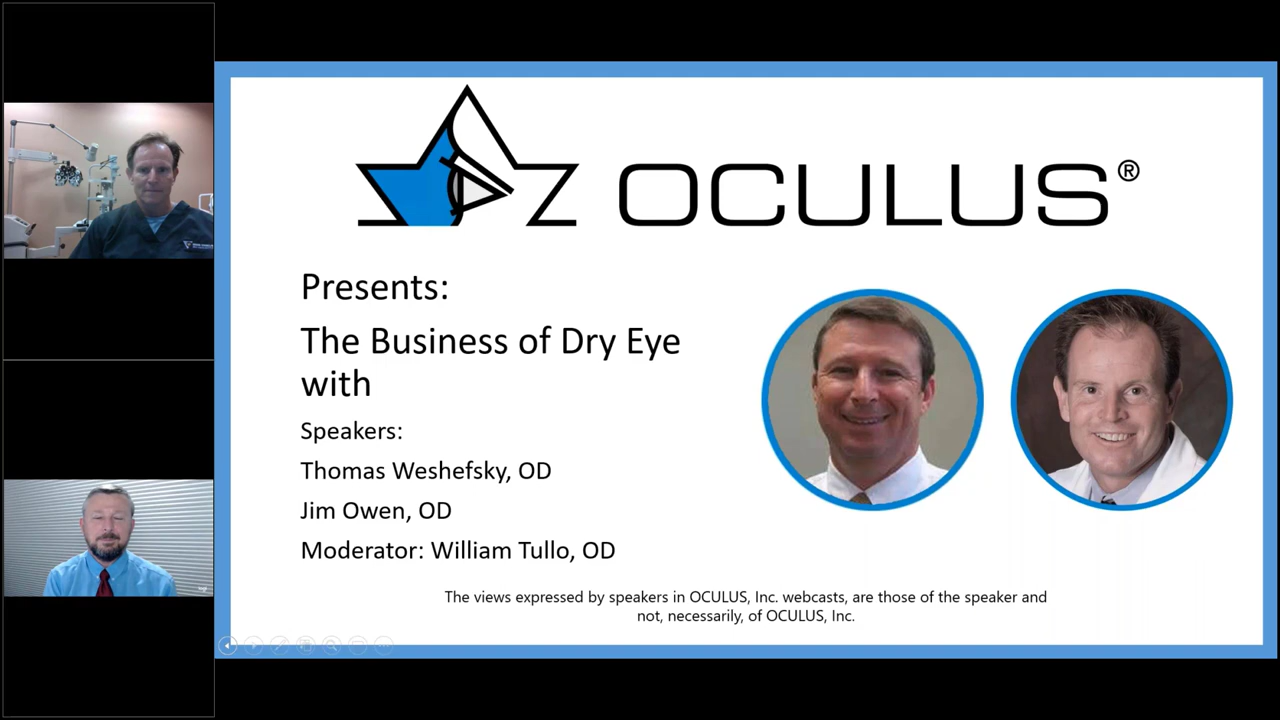 OCULUS®
Presents:
The Business of Dry Eye
with
Speakers:
Thomas Weshefsky, OD
Jim Owen, OD
Moderator: William Tullo, OD
The views expressed by speakers in OCULUS, Inc. webcasts, are those of the speaker and
not, necessarily, of OCULUS, Inc.